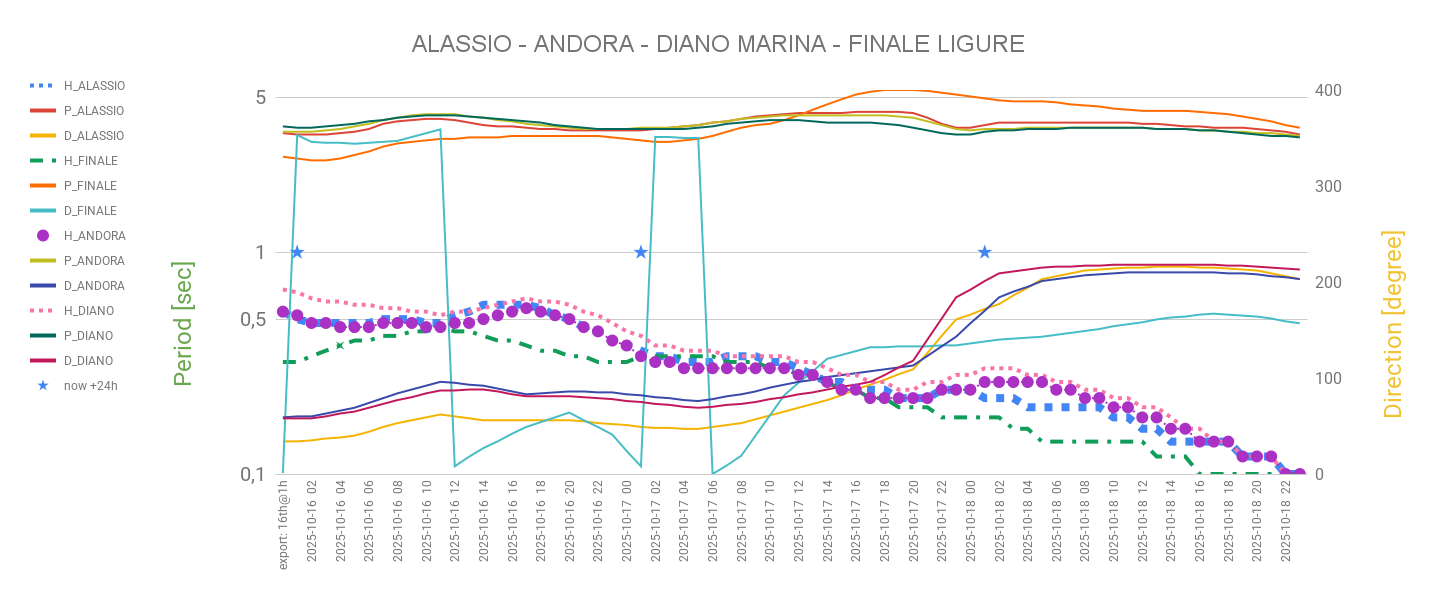 ALASSIO - ANDORA - DIANO MARINA - FINALE LIGURE
H_ALASSIO
P_ALASSIO
D_ALASSIO
H_FINALE
P_FINALE
D_FINALE
H_ANDORA
P_ANDORA
D_ANDORA
H_DIANO
P_DIANO
D_DIANO
now +24h
Period [sec]
5
1
0,5
0,1
400
300
200
100
0
Direction [degree]
export: 16th@1h
2025-10-16 02
2025-10-16 04
2025-10-16 06
2025-10-16 08
2025-10-16 10
2025-10-16 12
2025-10-16 14
2025-10-16 16
2025-10-16 18
2025-10-16 20
2025-10-16 22
2025-10-17 00
2025-10-17 02
2025-10-17 04
2025-10-17 06
2025-10-17 08
2025-10-17 10
2025-10-17 12
2025-10-17 14
2025-10-17 16
2025-10-17 18
2025-10-17 20
2025-10-17 22
2025-10-18 00
2025-10-18 02
2025-10-18 04
2025-10-18 06
2025-10-18 08
2025-10-18 10
2025-10-18 12
2025-10-18 14
2025-10-18 16
2025-10-18 18
2025-10-18 20
2025-10-18 22